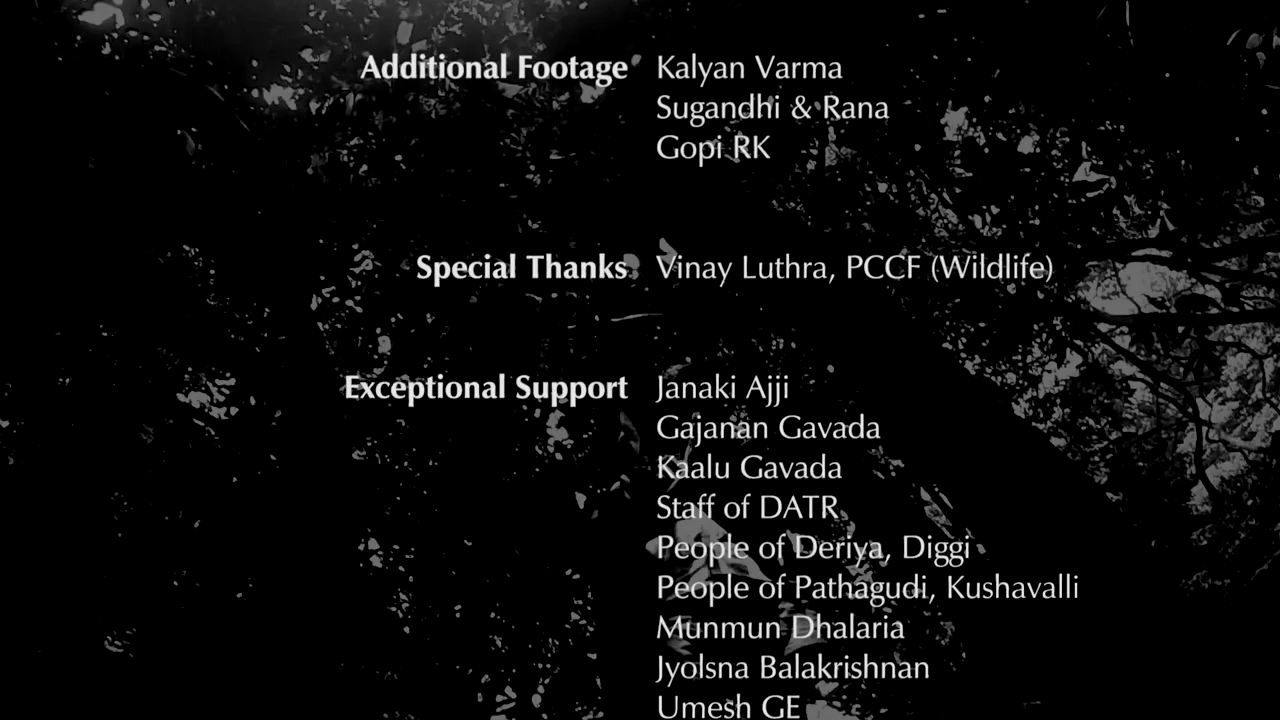 Additional Footage Kalyan Varma
Sugandhi & Rana
Gopi RK
Special Thanks Vinay Luthra, PCCF (Wildlife)
Exceptional Support Janaki Ajji
Gajanan Gavada
Kaalu Gavada
Staff of DATR
People of Deriya, Diggi
People of Pathagudi, Kushavalli
Munmun Dhalaria
Jyolsna Balakrishnan
Umesh GE